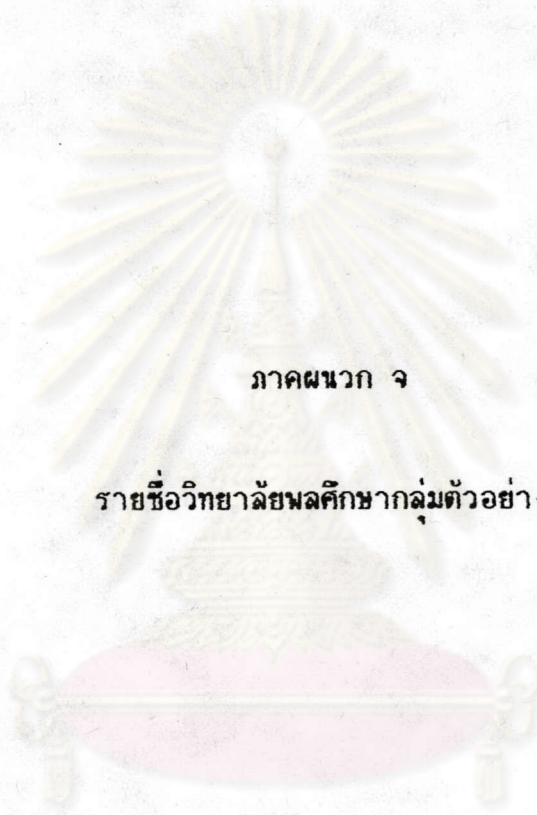 ภาคผนวก จ
รายชื่อวิทยาลัยพลศึกษากลุ่มตัวอย่า